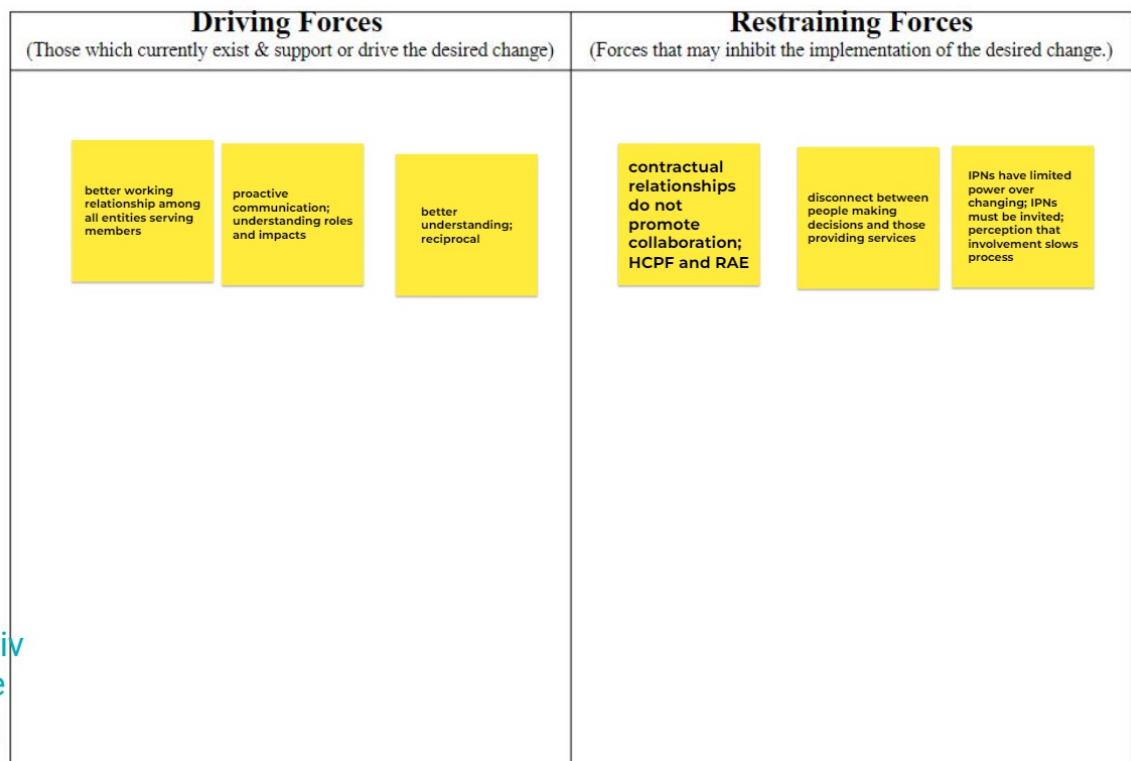 Driving Forces
(Those which currently exist & support or drive the desired change)
Restraining Forces
(Forces that may inhibit the implementation of the desired change.)
better working
relationship among
all entities serving
members
proactive
communication;
understanding roles
and impacts
better
understanding;
reciprocal
contractual
relationships
do not
promote
collaboration;
HCPF and RAE
disconnect between
people making
decisions and those
providing services
IPNs have limited
power over
changing; IPNs
must be invited;
perception that
involvement slows
process